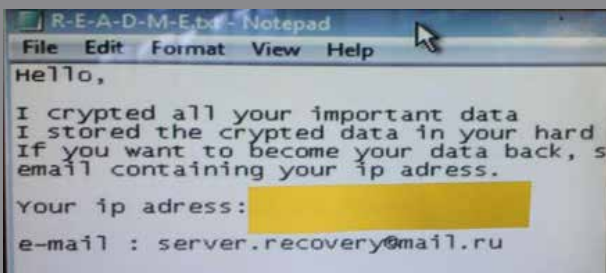 R-E-A-D-M-E.txt - Notepad
File Edit Format View Help
Hello,
I crypted all your important data
I stored the crypted data in your hard
If you want to become your data back, s
email containing your ip adress.
Your ip adress:
e-mail : server.recovery@mail.ru